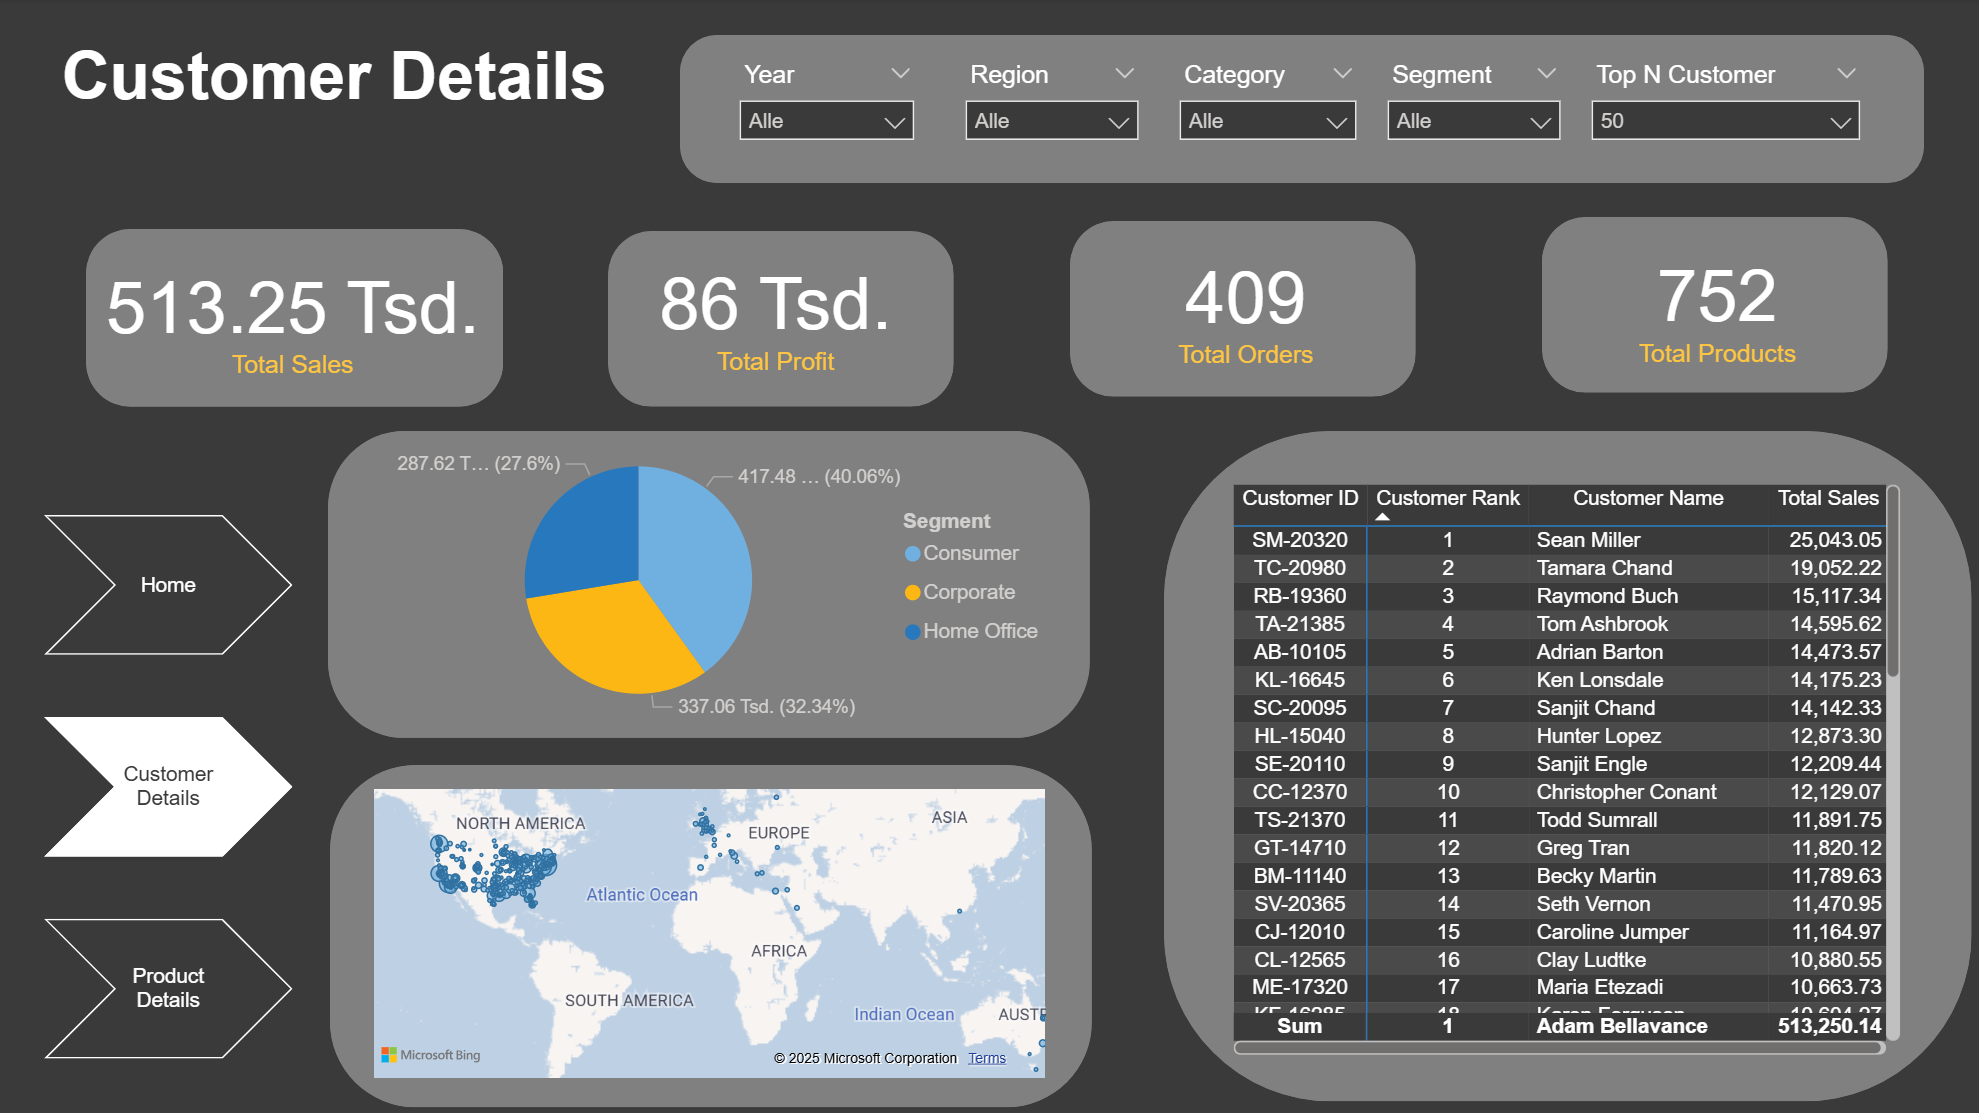 Customer Details
Year
Region
Category
Segment
Top N Customer
Alle
Alle
Alle
Alle
50
513.25 Tsd.
Total Sales
86 Tsd.
Total Profit
409
Total Orders
752
Total Products
Home
Customer
Details
Product
Details
287.62 T… (27.6%)
417.48 … (40.06%)
337.06 Tsd. (32.34%)
Segment
Consumer
Corporate
Home Office
NORTH AMERICA
EUROPE
ASIA
Atlantic Ocean
AFRICA
SOUTH AMERICA
Indian Ocean
AUSTR
Microsoft Bing
© 2025 Microsoft Corporation Terms
Customer ID Customer Rank Customer Name Total Sales
SM-20320 1 Sean Miller 25,043.05
TC-20980 2 Tamara Chand 19,052.22
RB-19360 3 Raymond Buch 15,117.34
TA-21385 4 Tom Ashbrook 14,595.62
AB-10105 5 Adrian Barton 14,473.57
KL-16645 6 Ken Lonsdale 14,175.23
SC-20095 7 Sanjit Chand 14,142.33
HL-15040 8 Hunter Lopez 12,873.30
SE-20110 9 Sanjit Engle 12,209.44
CC-12370 10 Christopher Conant 12,129.07
TS-21370 11 Todd Sumrall 11,891.75
GT-14710 12 Greg Tran 11,820.12
BM-11140 13 Becky Martin 11,789.63
SV-20365 14 Seth Vernon 11,470.95
CJ-12010 15 Caroline Jumper 11,164.97
CL-12565 16 Clay Ludtke 10,880.55
ME-17320 17 Maria Etezadi 10,663.73
Sum 1 Adam Bellavance 513,250.14